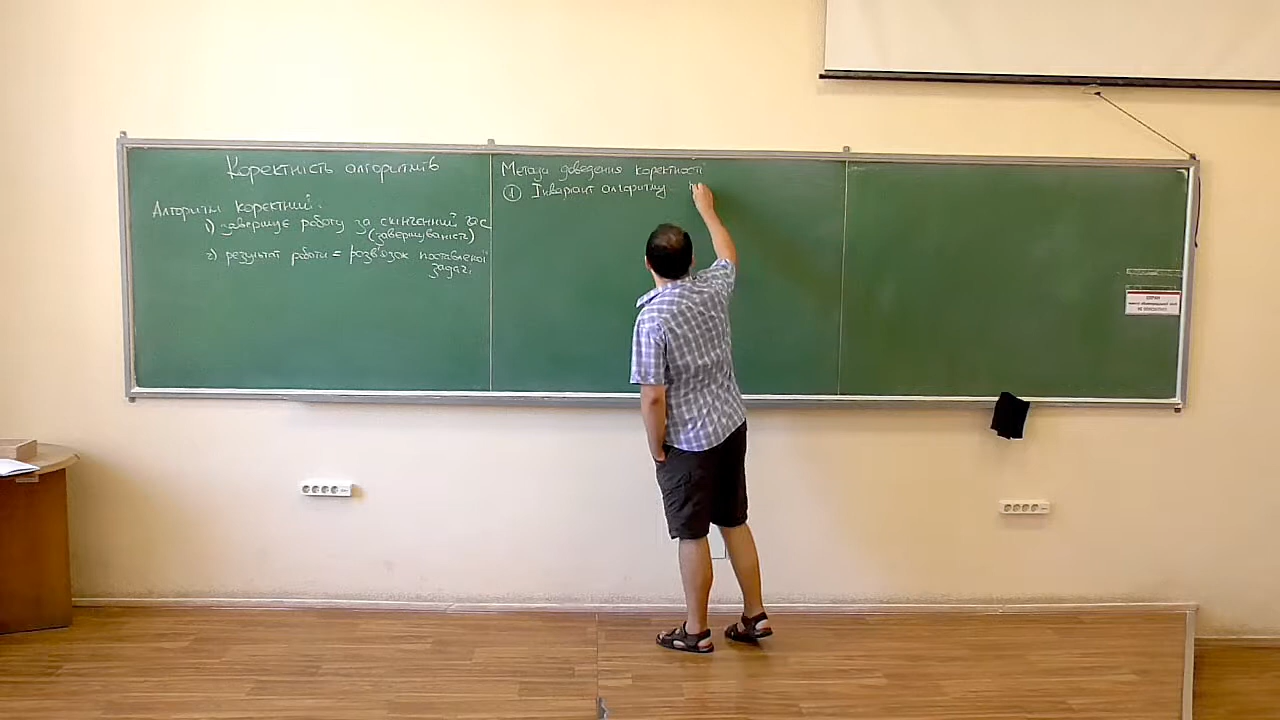 Коректність алгоритмів
Алгоритм коректний:
1) завершує роботу за скінченний час
(завершуваність)
2) результат роботи = розв'язок поставленої
задачі
Методи доведення коректності
① Інваріант алгоритму